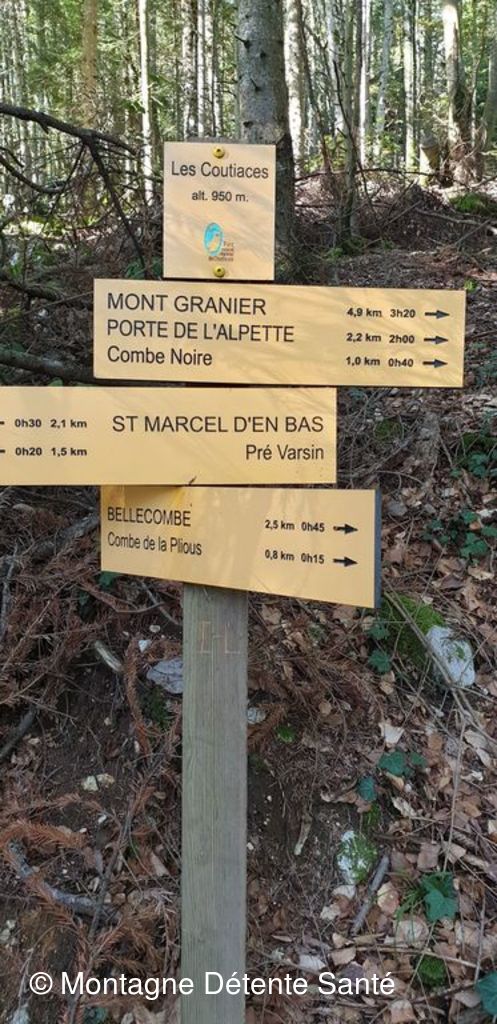 Les Coutiaces
alt. 950 m.
MONT GRANIER 4,9 km 3h20
PORTE DE L'ALPETTE 2,2 km 2h00
Combe Noire 1,0 km 0h40
0h30 2,1 km ST MARCEL D'EN BAS
0h20 1,5 km Pré Varsin
BELLECOMBE 2,5 km 0h45
Combe de la Plious 0,8 km 0h15
© Montagne Détente Santé